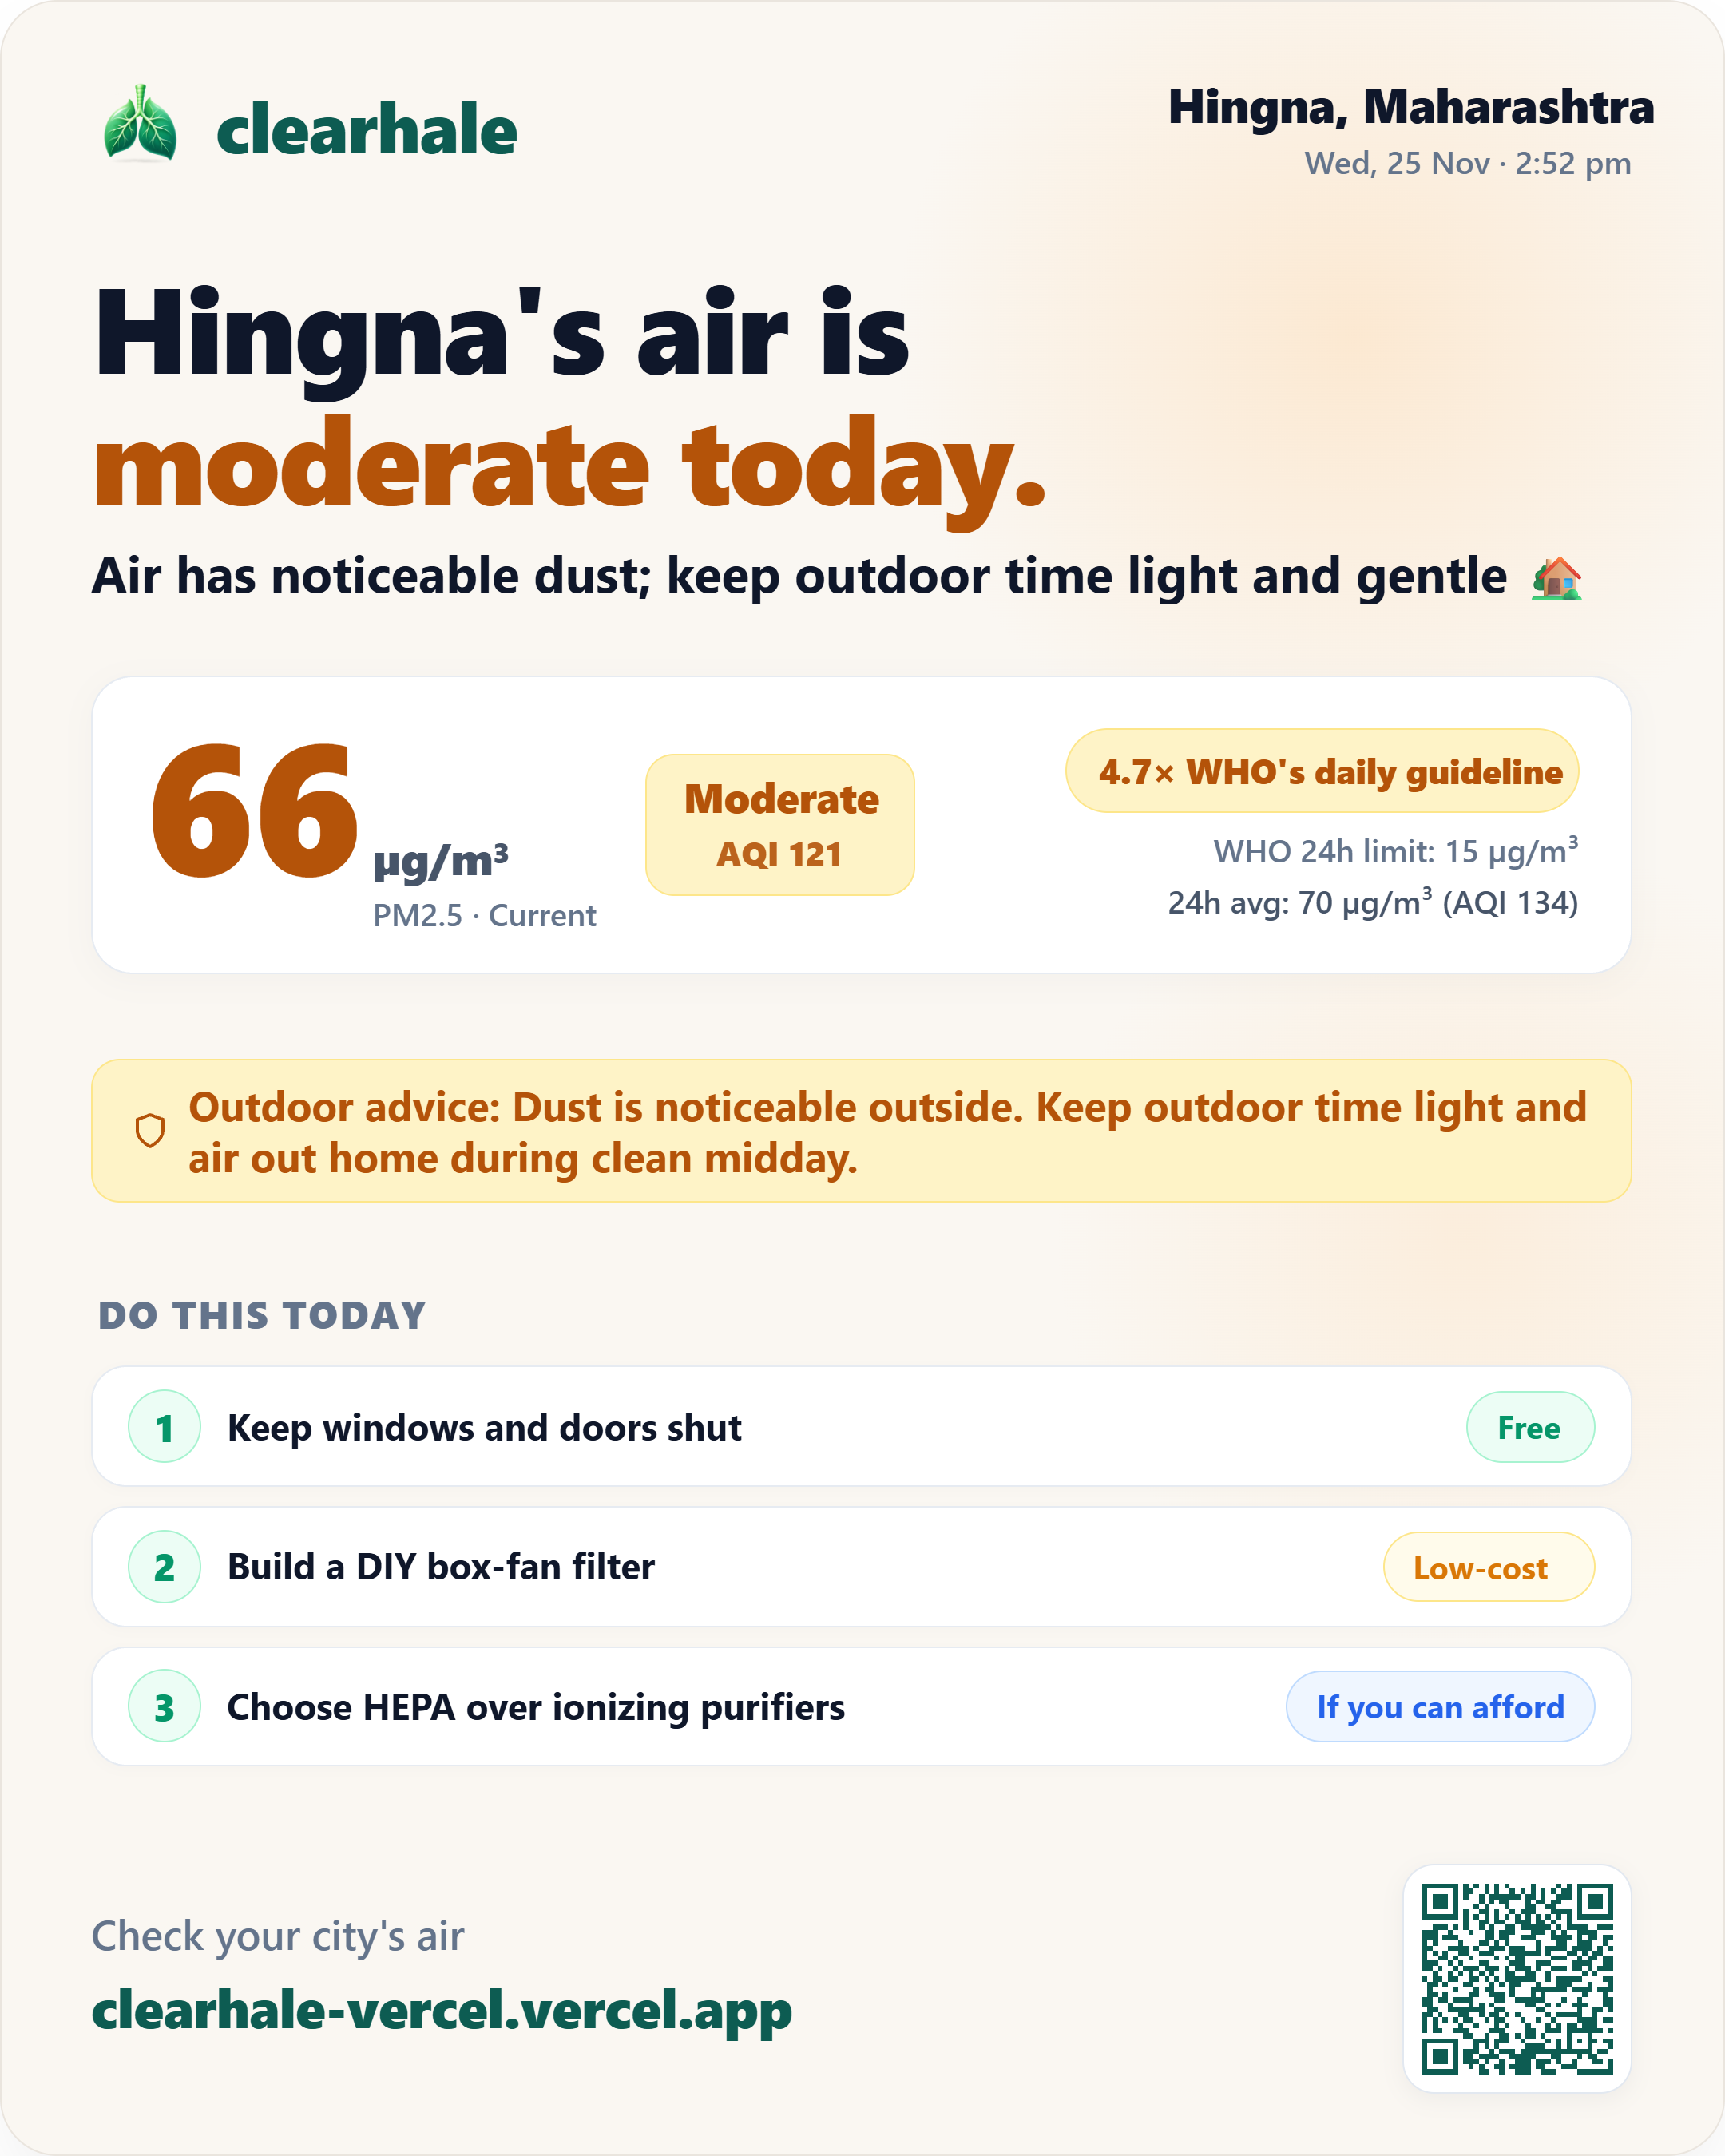 clearhale
Hingna, Maharashtra
Wed, 25 Nov · 2:52 pm
Hingna's air is
moderate today.
Air has noticeable dust; keep outdoor time light and gentle 🏡
66 µg/m³
PM2.5 · Current
Moderate
AQI 121
4.7× WHO's daily guideline
WHO 24h limit: 15 µg/m³
24h avg: 70 µg/m³ (AQI 134)
Outdoor advice: Dust is noticeable outside. Keep outdoor time light and
air out home during clean midday.
DO THIS TODAY
1 Keep windows and doors shut Free
2 Build a DIY box-fan filter Low-cost
3 Choose HEPA over ionizing purifiers If you can afford
Check your city's air
clearhale-vercel.vercel.app